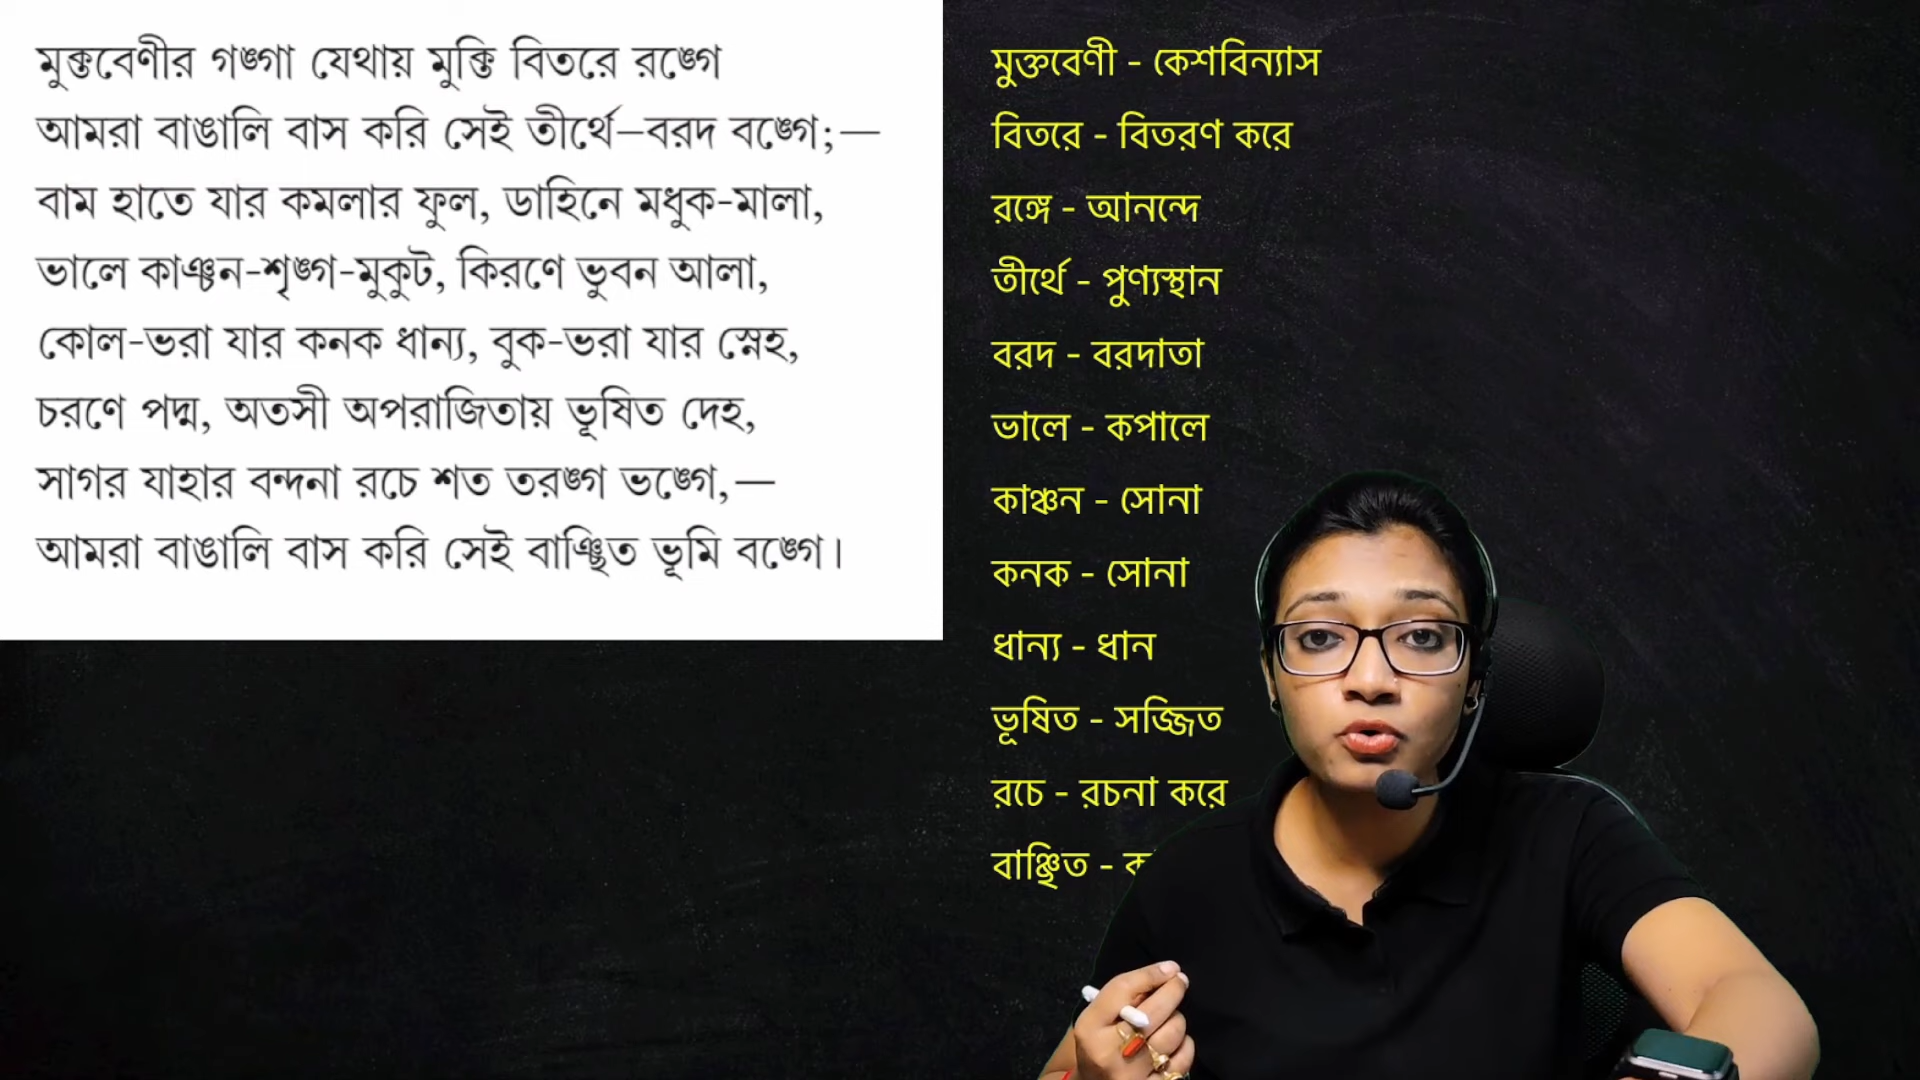 মুক্তবেণীর গঙ্গা যেথায় মুক্তি বিতরে রঙ্গে
আমরা বাঙালি বাস করি সেই তীর্থে—বরদ বঙ্গে;—
বাম হাতে যার কমলার ফুল, ডাহিনে মধুক-মালা,
ভালে কাঞ্চন-শৃঙ্গ-মুকুট, কিরণে ভুবন আলা,
কোল-ভরা যার কনক ধান্য, বুক-ভরা যার স্নেহ,
চরণে পদ্ম, অতসী অপরাজিতায় ভূষিত দেহ,
সাগর যাহার বন্দনা রচে শত তরঙ্গ ভঙ্গে,—
আমরা বাঙালি বাস করি সেই বাঞ্ছিত ভূমি বঙ্গে।
মুক্তবেণী - কেশবিন্যাস
বিতরে - বিতরণ করে
রঙ্গে - আনন্দে
তীর্থে - পুণ্যস্থান
বরদ - বরদাতা
ভালে - কপালে
কাঞ্চন - সোনা
কনক - সোনা
ধান্য - ধান
ভূষিত - সজ্জিত
রচে - রচনা করে
বাঞ্ছিত -